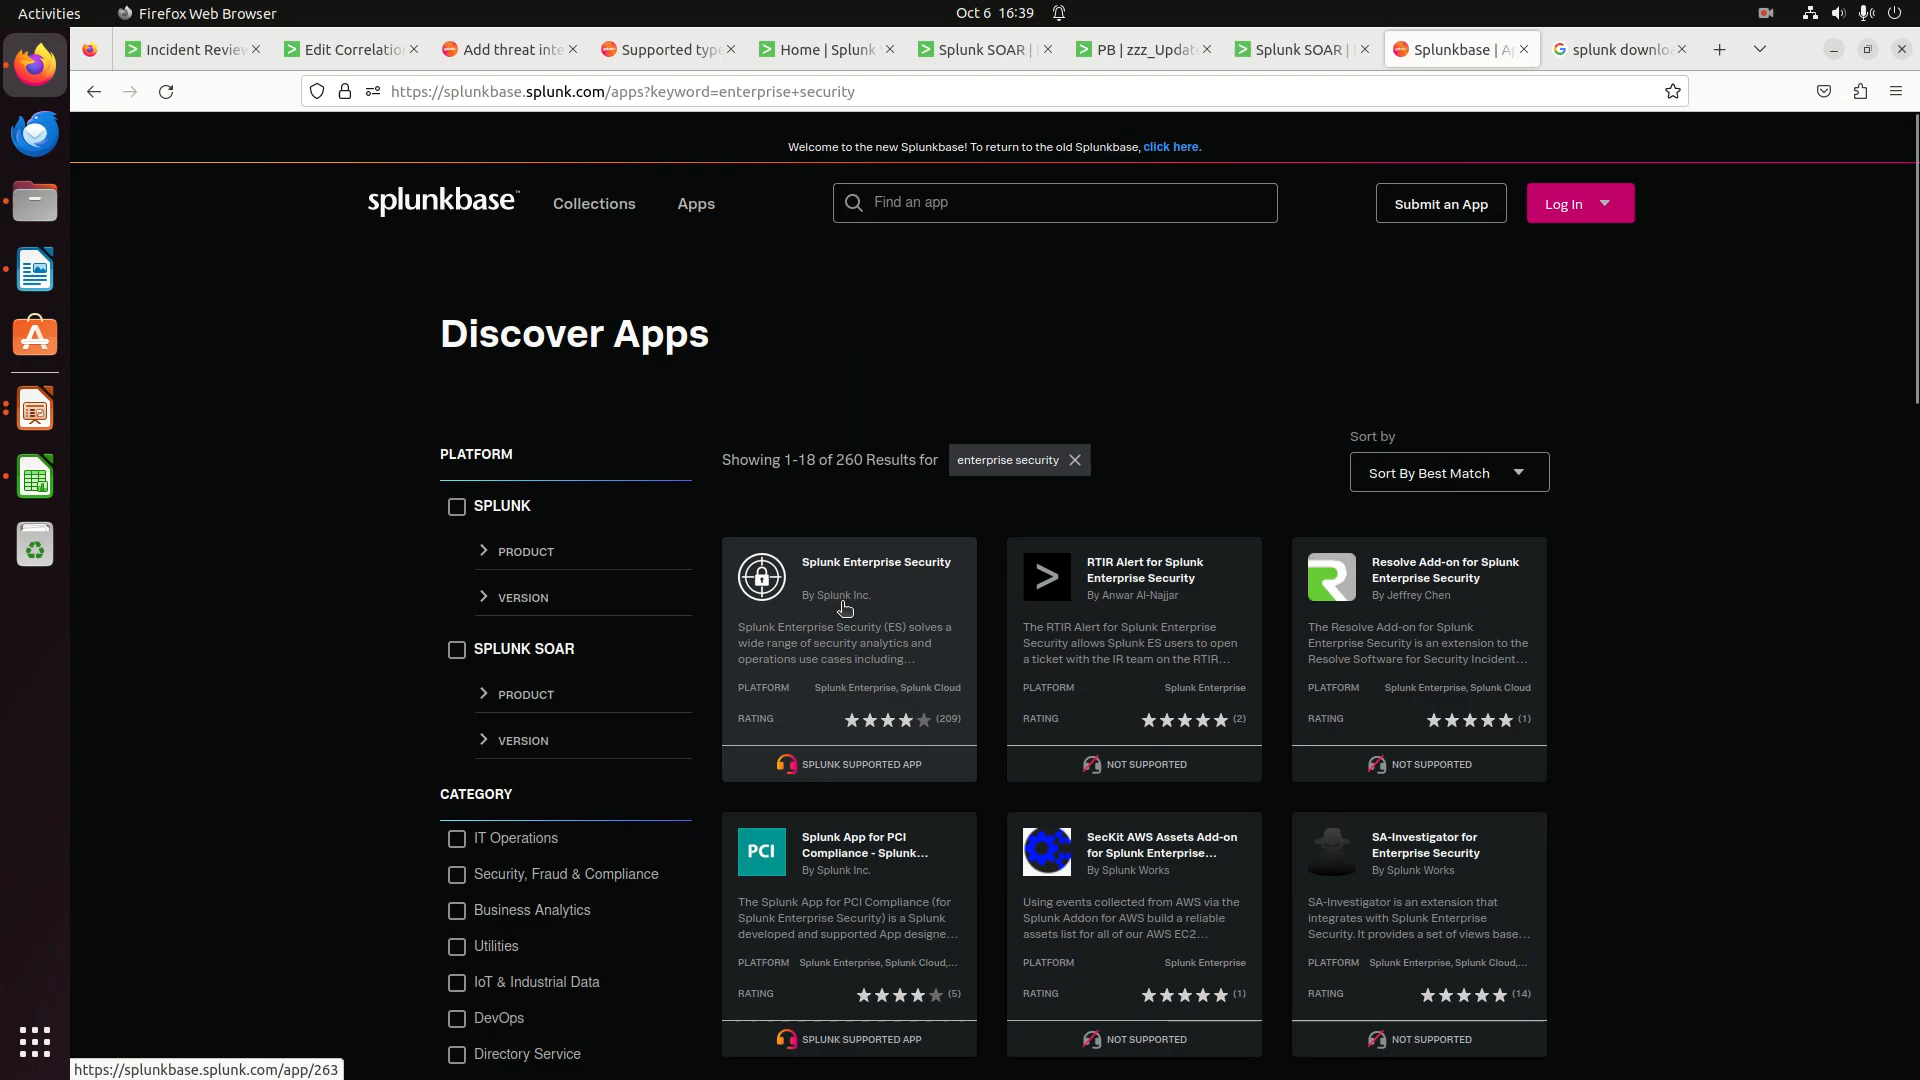 Activities
Firefox Web Browser
Oct 6 16:39
Incident Review
Edit Correlatio
Add threat inte
Supported type
Home | Splunk
Splunk SOAR |
PB | zzz_Updat
Splunk SOAR |
Splunkbase | Ap
splunk downlo
https://splunkbase.splunk.com/apps?keyword=enterprise+security
Welcome to the new Splunkbase! To return to the old Splunkbase, click here.
splunkbase™
Collections
Apps
Find an app
Submit an App
Log In
Discover Apps
PLATFORM
SPLUNK
PRODUCT
VERSION
SPLUNK SOAR
PRODUCT
VERSION
CATEGORY
IT Operations
Security, Fraud & Compliance
Business Analytics
Utilities
IoT & Industrial Data
DevOps
Directory Service
Showing 1-18 of 260 Results for
enterprise security
Sort by
Sort By Best Match
Splunk Enterprise Security
By Splunk Inc.
Splunk Enterprise Security (ES) solves a
wide range of security analytics and
operations use cases including...
PLATFORM Splunk Enterprise, Splunk Cloud
RATING (209)
SPLUNK SUPPORTED APP
RTIR Alert for Splunk
Enterprise Security
By Anwar Al-Najjar
The RTIR Alert for Splunk Enterprise
Security allows Splunk ES users to open
a ticket with the IR team on the RTIR...
PLATFORM Splunk Enterprise
RATING (2)
NOT SUPPORTED
Resolve Add-on for Splunk
Enterprise Security
By Jeffrey Chen
The Resolve Add-on for Splunk
Enterprise Security is an extension to the
Resolve Software for Security Incident...
PLATFORM Splunk Enterprise, Splunk Cloud
RATING (1)
NOT SUPPORTED
PCI
Splunk App for PCI
Compliance - Splunk...
By Splunk Inc.
The Splunk App for PCI Compliance (for
Splunk Enterprise Security) is a Splunk
developed and supported App designe...
PLATFORM Splunk Enterprise, Splunk Cloud,...
RATING (5)
SPLUNK SUPPORTED APP
SecKit AWS Assets Add-on
for Splunk Enterprise...
By Splunk Works
Using events collected from AWS via the
Splunk Addon for AWS build a reliable
assets list for all of our AWS EC2...
PLATFORM Splunk Enterprise
RATING (1)
NOT SUPPORTED
SA-Investigator for
Enterprise Security
By Splunk Works
SA-Investigator is an extension that
integrates with Splunk Enterprise
Security. It provides a set of views base...
PLATFORM Splunk Enterprise, Splunk Cloud,...
RATING (14)
NOT SUPPORTED
https://splunkbase.splunk.com/app/263